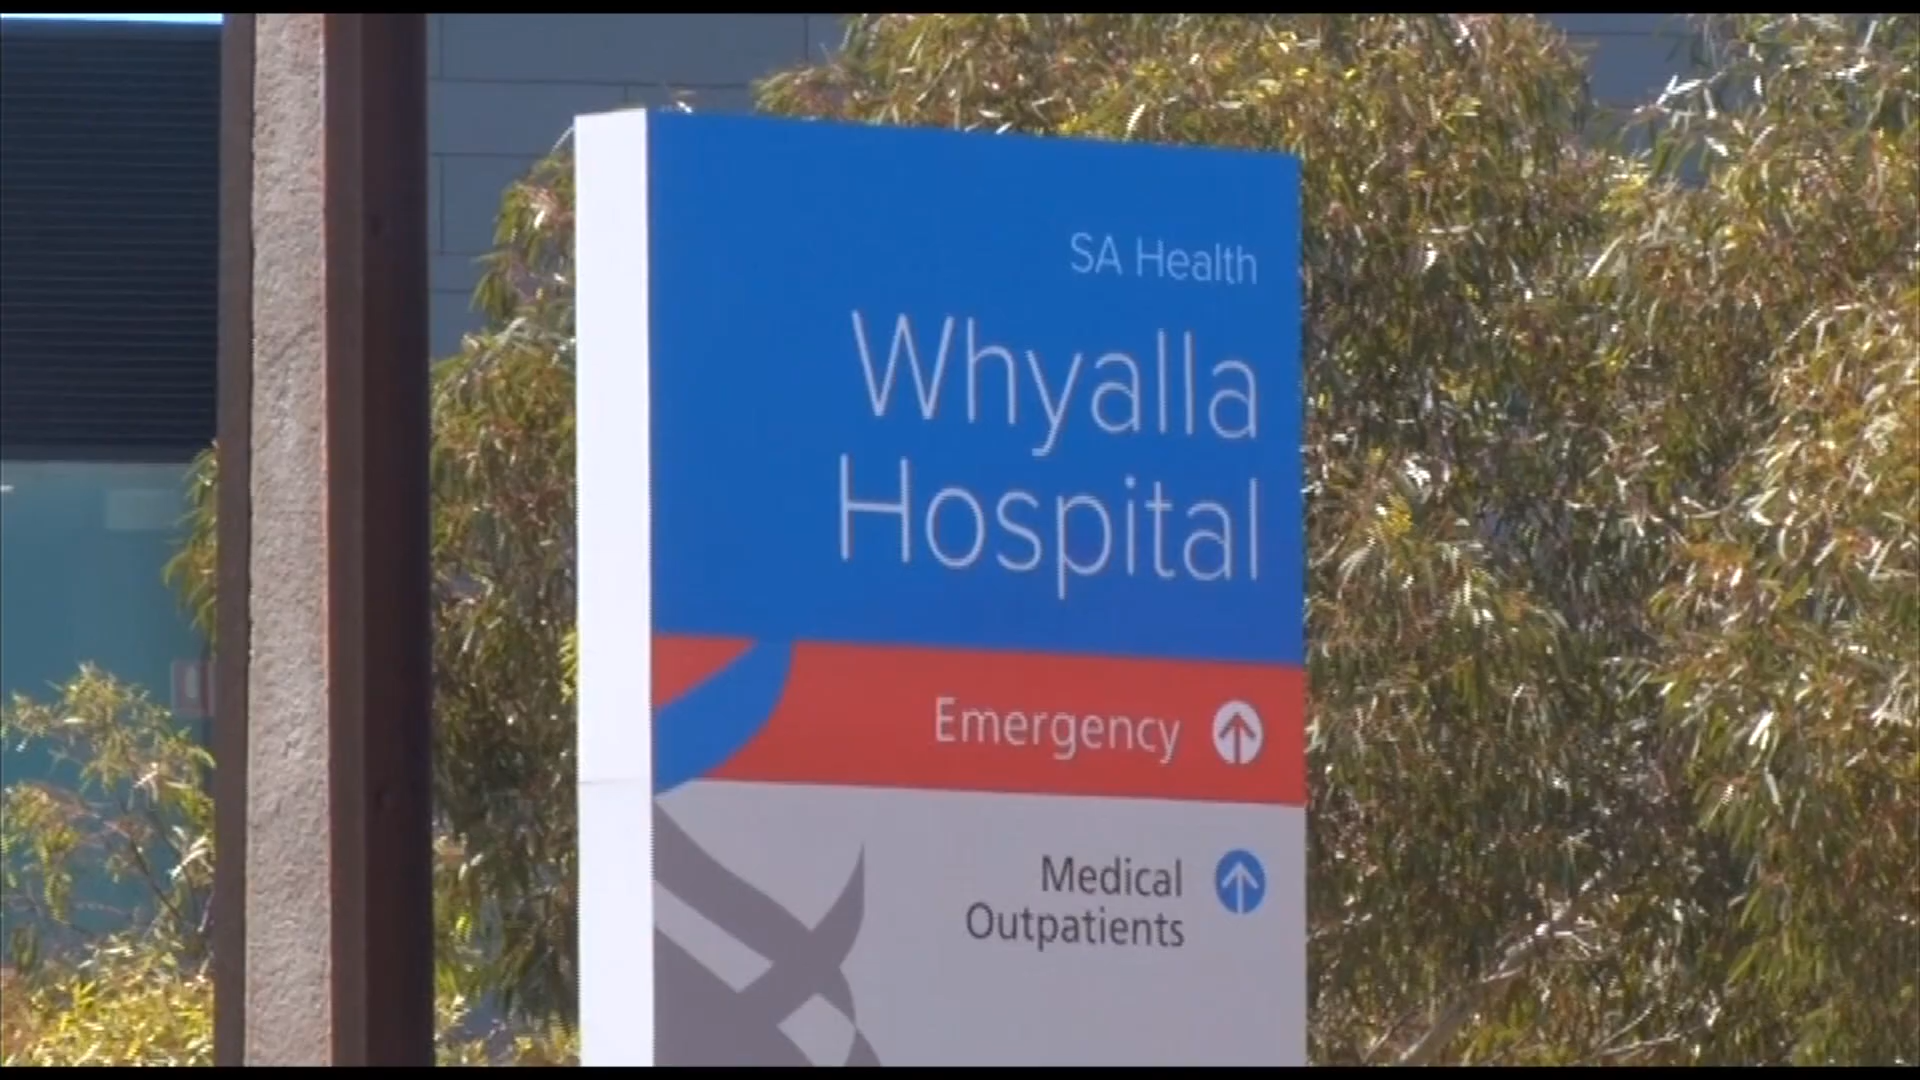 SA Health
Whyalla
Hospital
Emergency
Medical
Outpatients